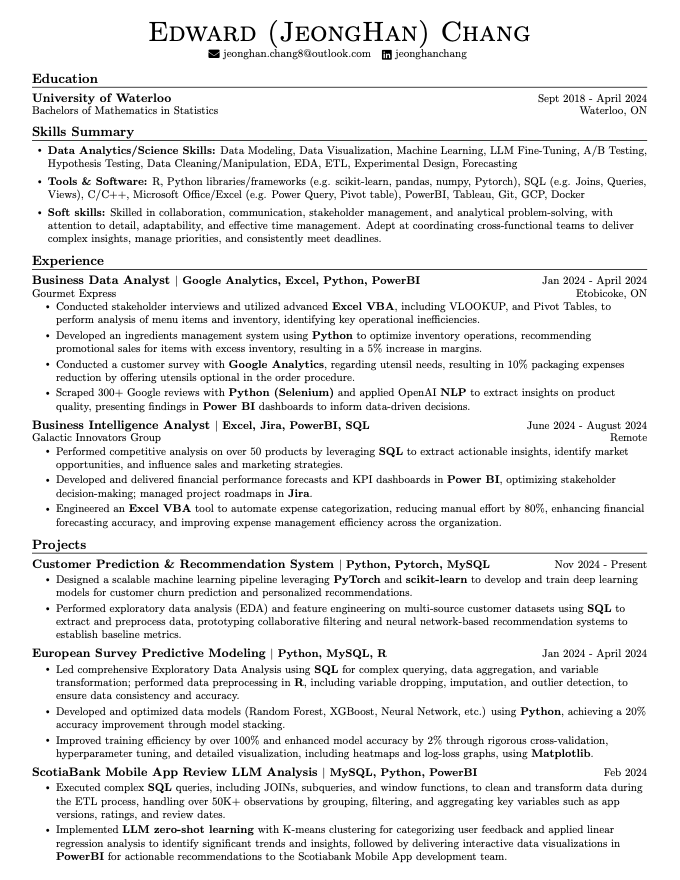 Edward (JeongHan) Chang
jeonghan.chang8@outlook.com jeonghanchang
Education
University of Waterloo Sept 2018 - April 2024
Bachelors of Mathematics in Statistics Waterloo, ON
Skills Summary
• Data Analytics/Science Skills: Data Modeling, Data Visualization, Machine Learning, LLM Fine-Tuning, A/B Testing,
Hypothesis Testing, Data Cleaning/Manipulation, EDA, ETL, Experimental Design, Forecasting
• Tools & Software: R, Python libraries/frameworks (e.g. scikit-learn, pandas, numpy, Pytorch), SQL (e.g. Joins, Queries,
Views), C/C++, Microsoft Office/Excel (e.g. Power Query, Pivot table), PowerBI, Tableau, Git, GCP, Docker
• Soft skills: Skilled in collaboration, communication, stakeholder management, and analytical problem-solving, with
attention to detail, adaptability, and effective time management. Adept at coordinating cross-functional teams to deliver
complex insights, manage priorities, and consistently meet deadlines.
Experience
Business Data Analyst | Google Analytics, Excel, Python, PowerBI Jan 2024 - April 2024
Gourmet Express Etobicoke, ON
• Conducted stakeholder interviews and utilized advanced Excel VBA, including VLOOKUP, and Pivot Tables, to
perform analysis of menu items and inventory, identifying key operational inefficiencies.
• Developed an ingredients management system using Python to optimize inventory operations, recommending
promotional sales for items with excess inventory, resulting in a 5% increase in margins.
• Conducted a customer survey with Google Analytics, regarding utensil needs, resulting in 10% packaging expenses
reduction by offering utensils optional in the order procedure.
• Scraped 300+ Google reviews with Python (Selenium) and applied OpenAI NLP to extract insights on product
quality, presenting findings in Power BI dashboards to inform data-driven decisions.
Business Intelligence Analyst | Excel, Jira, PowerBI, SQL June 2024 - August 2024
Galactic Innovators Group Remote
• Performed competitive analysis on over 50 products by leveraging SQL to extract actionable insights, identify market
opportunities, and influence sales and marketing strategies.
• Developed and delivered financial performance forecasts and KPI dashboards in Power BI, optimizing stakeholder
decision-making; managed project roadmaps in Jira.
• Engineered an Excel VBA tool to automate expense categorization, reducing manual effort by 80%, enhancing financial
forecasting accuracy, and improving expense management efficiency across the organization.
Projects
Customer Prediction & Recommendation System | Python, Pytorch, MySQL Nov 2024 - Present
• Designed a scalable machine learning pipeline leveraging PyTorch and scikit-learn to develop and train deep learning
models for customer churn prediction and personalized recommendations.
• Performed exploratory data analysis (EDA) and feature engineering on multi-source customer datasets using SQL to
extract and preprocess data, prototyping collaborative filtering and neural network-based recommendation systems to
establish baseline metrics.
European Survey Predictive Modeling | Python, MySQL, R Jan 2024 - April 2024
• Led comprehensive Exploratory Data Analysis using SQL for complex querying, data aggregation, and variable
transformation; performed data preprocessing in R, including variable dropping, imputation, and outlier detection, to
ensure data consistency and accuracy.
• Developed and optimized data models (Random Forest, XGBoost, Neural Network, etc.) using Python, achieving a 20%
accuracy improvement through model stacking.
• Improved training efficiency by over 100% and enhanced model accuracy by 2% through rigorous cross-validation,
hyperparameter tuning, and detailed visualization, including heatmaps and log-loss graphs, using Matplotlib.
ScotiaBank Mobile App Review LLM Analysis | MySQL, Python, PowerBI Feb 2024
• Executed complex SQL queries, including JOINs, subqueries, and window functions, to clean and transform data during
the ETL process, handling over 50K+ observations by grouping, filtering, and aggregating key variables such as app
versions, ratings, and review dates.
• Implemented LLM zero-shot learning with K-means clustering for categorizing user feedback and applied linear
regression analysis to identify significant trends and insights, followed by delivering interactive data visualizations in
PowerBI for actionable recommendations to the Scotiabank Mobile App development team.